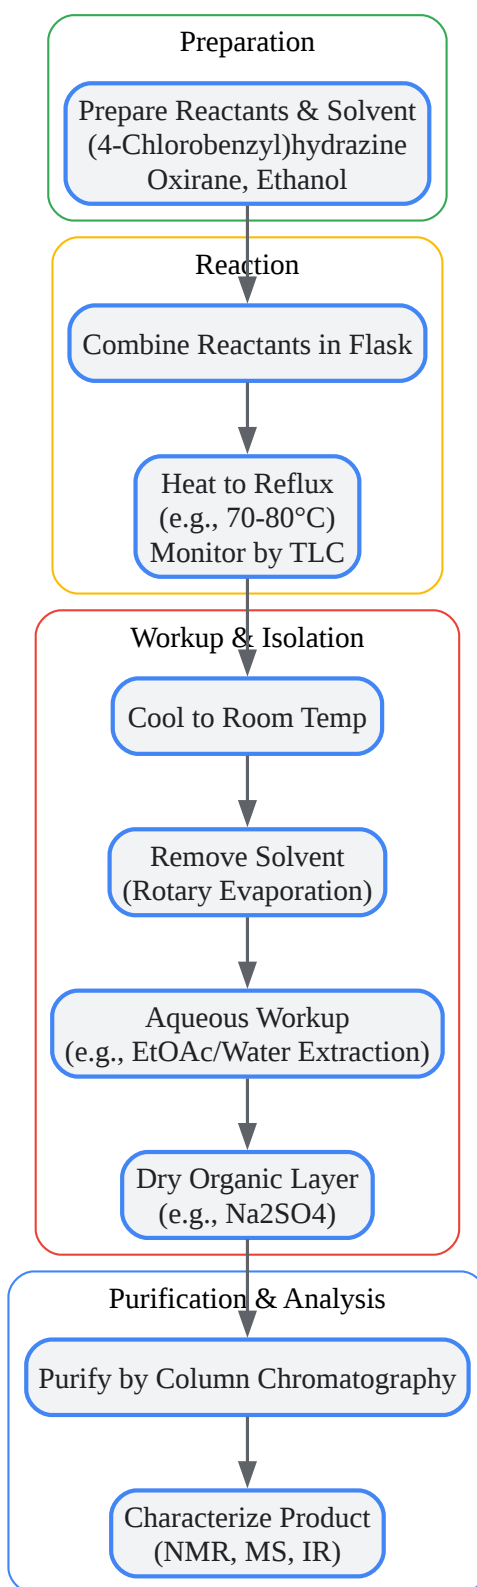 Preparation
Prepare Reactants & Solvent
(4-Chlorobenzyl)hydrazine
Oxirane, Ethanol
Reaction
Combine Reactants in Flask
Heat to Reflux
(e.g., 70-80°C)
Monitor by TLC
Workup & Isolation
Cool to Room Temp
Remove Solvent
(Rotary Evaporation)
Aqueous Workup
(e.g., EtOAc/Water Extraction)
Dry Organic Layer
(e.g., Na2SO4)
Purification & Analysis
Purify by Column Chromatography
Characterize Product
(NMR, MS, IR)